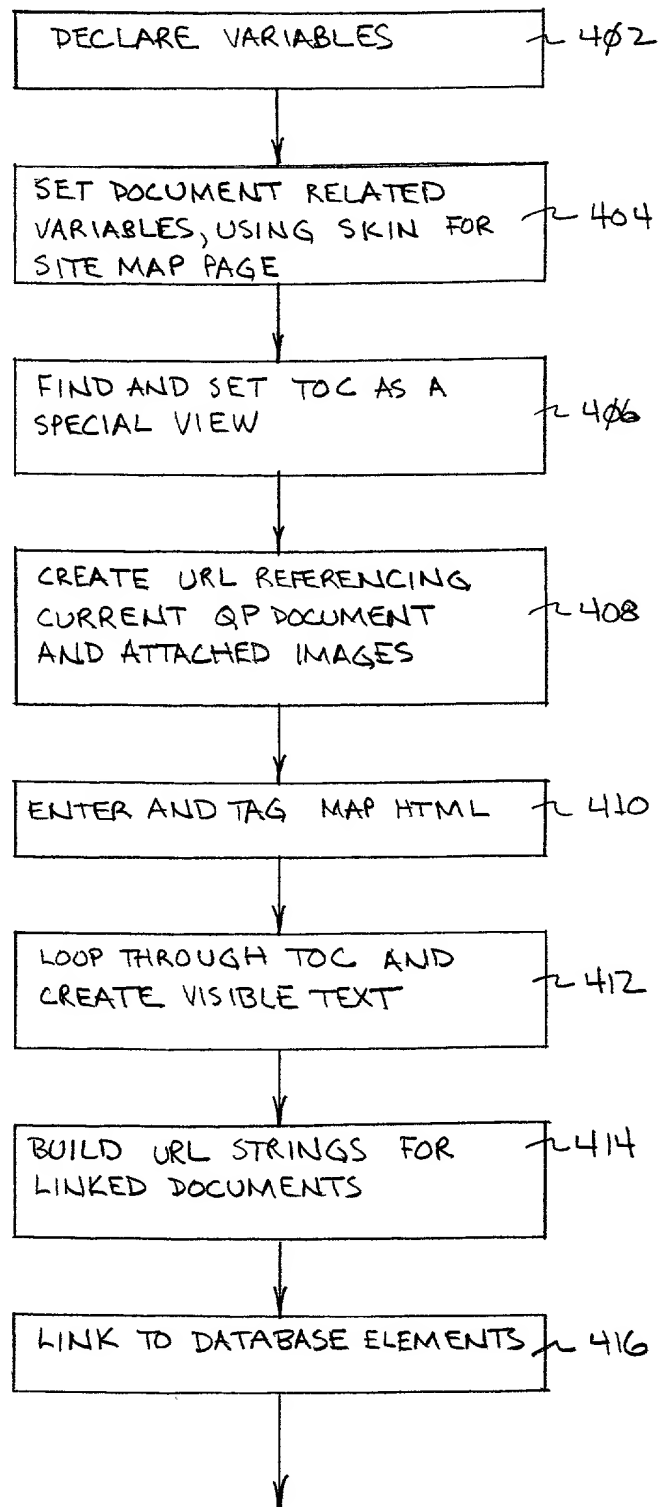 DECLARE VARIABLES 402
SET DOCUMENT RELATED 404
VARIABLES, USING SKIN FOR
SITE MAP PAGE
FIND AND SET TOC AS A 406
SPECIAL VIEW
CREATE URL REFERENCING 408
CURRENT QP DOCUMENT
AND ATTACHED IMAGES
ENTER AND TAG MAP HTML 410
LOOP THROUGH TOC AND 412
CREATE VISIBLE TEXT
BUILD URL STRINGS FOR 414
LINKED DOCUMENTS
LINK TO DATABASE ELEMENTS 416